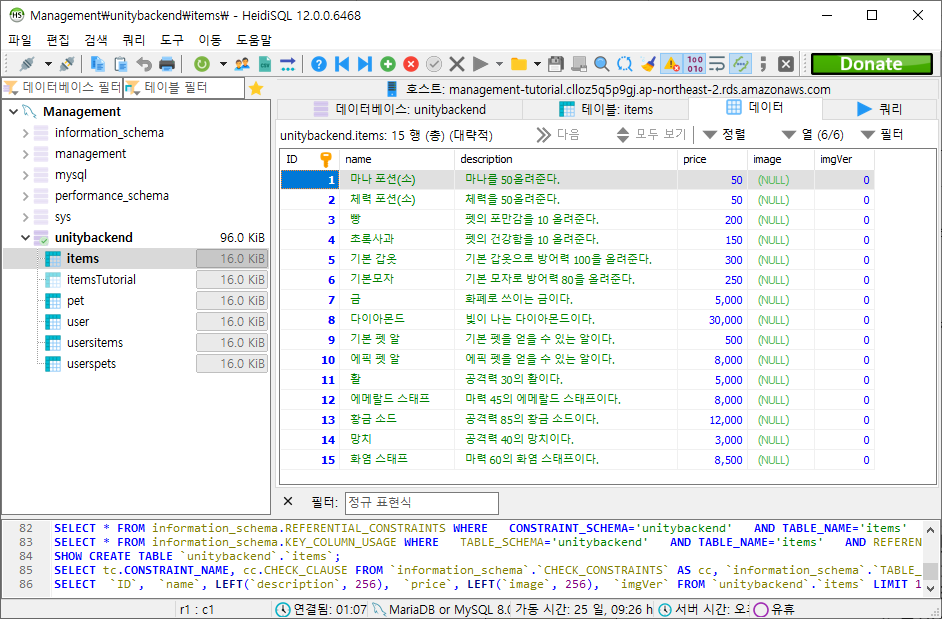 Management₩unitybackend₩items₩ - HeidiSQL 12.0.0.6468
파일 편집 검색 쿼리 도구 이동 도움말
Donate
데이터베이스 필터 테이블 필터
호스트: management-tutorial.clloz5q5p9gj.ap-northeast-2.rds.amazonaws.com
데이터베이스: unitybackend 테이블: items 데이터 쿼리
unitybackend.items: 15 행 (총) (대략적) 다음 모두 보기 정렬 열 (6/6) 필터
Management
information_schema
management
mysql
performance_schema
sys
unitybackend 96.0 KiB
items 16.0 KiB
itemsTutorial 16.0 KiB
pet 16.0 KiB
user 16.0 KiB
usersitems 16.0 KiB
userspets 16.0 KiB
ID name description price image imgVer
1 마나 포션(소) 마나를 50올려준다. 50 (NULL) 0
2 체력 포션(소) 체력을 50올려준다. 50 (NULL) 0
3 빵 펫의 포만감을 10 올려준다. 200 (NULL) 0
4 초록사과 펫의 건강함을 10 올려준다. 150 (NULL) 0
5 기본 갑옷 기본 갑옷으로 방어력 100을 올려준다. 300 (NULL) 0
6 기본모자 기본 모자로 방어력 80을 올려준다. 250 (NULL) 0
7 금 화폐로 쓰이는 금이다. 5,000 (NULL) 0
8 다이아몬드 빛이 나는 다이아몬드이다. 30,000 (NULL) 0
9 기본 펫 알 기본 펫을 얻을 수 있는 알이다. 500 (NULL) 0
10 에픽 펫 알 에픽 펫을 얻을 수 있는 알이다. 8,000 (NULL) 0
11 활 공격력 30의 활이다. 5,000 (NULL) 0
12 에메랄드 스태프 마력 45의 에메랄드 스태프이다. 8,000 (NULL) 0
13 황금 소드 공격력 85의 황금 소드이다. 12,000 (NULL) 0
14 망치 공격력 40의 망치이다. 3,000 (NULL) 0
15 화염 스태프 마력 60의 화염 스태프이다. 8,500 (NULL) 0
필터: 정규 표현식
82 SELECT * FROM information_schema.REFERENTIAL_CONSTRAINTS WHERE CONSTRAINT_SCHEMA='unitybackend' AND TABLE_NAME='items'
83 SELECT * FROM information_schema.KEY_COLUMN_USAGE WHERE TABLE_SCHEMA='unitybackend' AND TABLE_NAME='items' AND REFEREN
84 SHOW CREATE TABLE `unitybackend`.`items`;
85 SELECT tc.CONSTRAINT_NAME, cc.CHECK_CLAUSE FROM `information_schema`.`CHECK_CONSTRAINTS` AS cc, `information_schema`.`TABLE_
86 SELECT `ID`, `name`, LEFT(`description`, 256), `price`, LEFT(`image`, 256), `imgVer` FROM `unitybackend`.`items` LIMIT 1
r1 : c1 연결됨: 01:07 MariaDB or MySQL 8.0 가동 시간: 25 일, 09:26 h 서버 시간: 오후 유휴